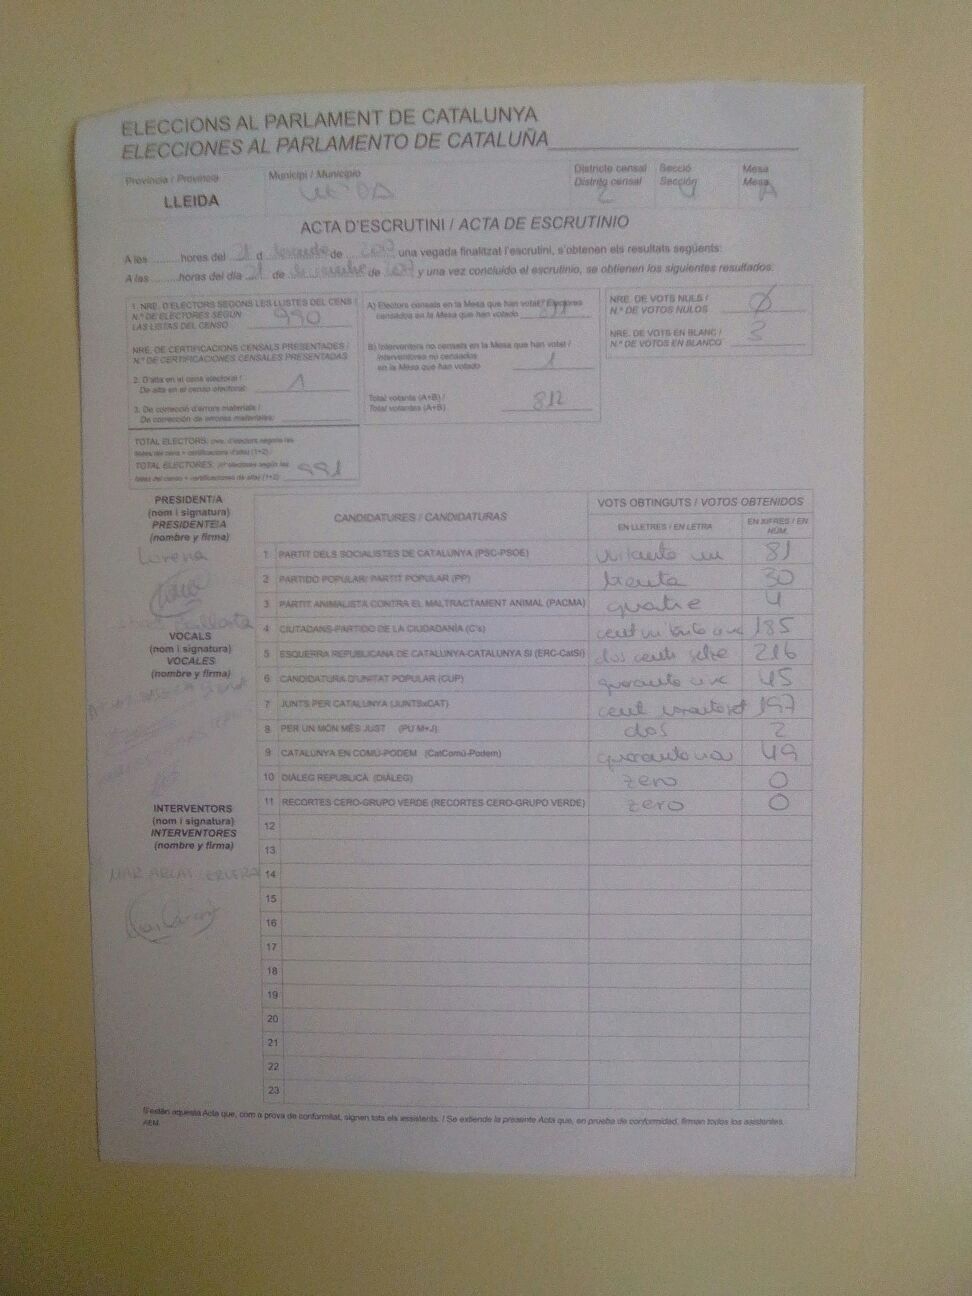 ELECCIONS AL PARLAMENT DE CATALUNYA
ELECCIONES AL PARLAMENTO DE CATALUÑA
Provincia / Provincia
LLEIDA
Municipi / Municipio
Districte censal
Distrito censal
2
Secció
Sección
4
Mesa
Mesa
A
ACTA D'ESCRUTINI / ACTA DE ESCRUTINIO
A les ......... hores del 21 d de 2017 una vegada finalitzat l'escrutini, s'obtenen els resultats següents:
A las ......... horas del día 21 de de 2017 y una vez concluido el escrutinio, se obtienen los siguientes resultados:
1. NRE. D'ELECTORS SEGONS LES LLISTES DEL CENS /
N.º DE ELECTORES SEGÚN
LAS LISTAS DEL CENSO 990
NRE. DE CERTIFICACIONS CENSALS PRESENTADES /
N.º DE CERTIFICACIONES CENSALES PRESENTADAS
2. D'alta en el cens electoral /
De alta en el censo electoral: 1
3. De correcció d'errors materials /
De corrección de errores materiales:
TOTAL ELECTORS: (nre. d'electors segons les
llistes del cens + certificacions d'alta) (1+2) /
TOTAL ELECTORES: (nº electores según las
listas del censo + certificaciones de alta) (1+2): 991
A) Electors censats en la Mesa que han votat / Electores
censados en la Mesa que han votado 811
B) Interventors no censats en la Mesa que han votat /
Interventores no censados
en la Mesa que han votado 1
Total votants (A+B) /
Total votantes (A+B) 812
NRE. DE VOTS NULS /
N.º DE VOTOS NULOS 0
NRE. DE VOTS EN BLANC /
N.º DE VOTOS EN BLANCO 3
PRESIDENT/A
(nom i signatura)
PRESIDENTE/A
(nombre y firma)
Lorena
VOCALS
(nom i signatura)
VOCALES
(nombre y firma)
INTERVENTORS
(nom i signatura)
INTERVENTORES
(nombre y firma)
CANDIDATURES / CANDIDATURAS
VOTS OBTINGUTS / VOTOS OBTENIDOS
EN LLETRES / EN LETRA
EN XIFRES / EN NÚM.
1 PARTIT DELS SOCIALISTES DE CATALUNYA (PSC-PSOE) vuitanta un 81
2 PARTIDO POPULAR/ PARTIT POPULAR (PP) trenta 30
3 PARTIT ANIMALISTA CONTRA EL MALTRACTAMENT ANIMAL (PACMA) quatre 4
4 CIUTADANS-PARTIDO DE LA CIUDADANÍA (C's) 185
5 ESQUERRA REPUBLICANA DE CATALUNYA-CATALUNYA SÍ (ERC-CatSí) dos cents setze 216
6 CANDIDATURA D'UNITAT POPULAR (CUP) 45
7 JUNTS PER CATALUNYA (JUNTSxCAT) 197
8 PER UN MÓN MÉS JUST (PUM+J) dos 2
9 CATALUNYA EN COMÚ-PODEM (CatComú-Podem) quaranta nou 49
10 DIÀLEG REPUBLICÀ (DIÀLEG) zero 0
11 RECORTES CERO-GRUPO VERDE (RECORTES CERO-GRUPO VERDE) zero 0
12
13
14
15
16
17
18
19
20
21
22
23
S'estén aquesta Acta que, com a prova de conformitat, signen tots els assistents. / Se extiende la presente Acta que, en prueba de conformidad, firman todos los asistentes.
AEM.